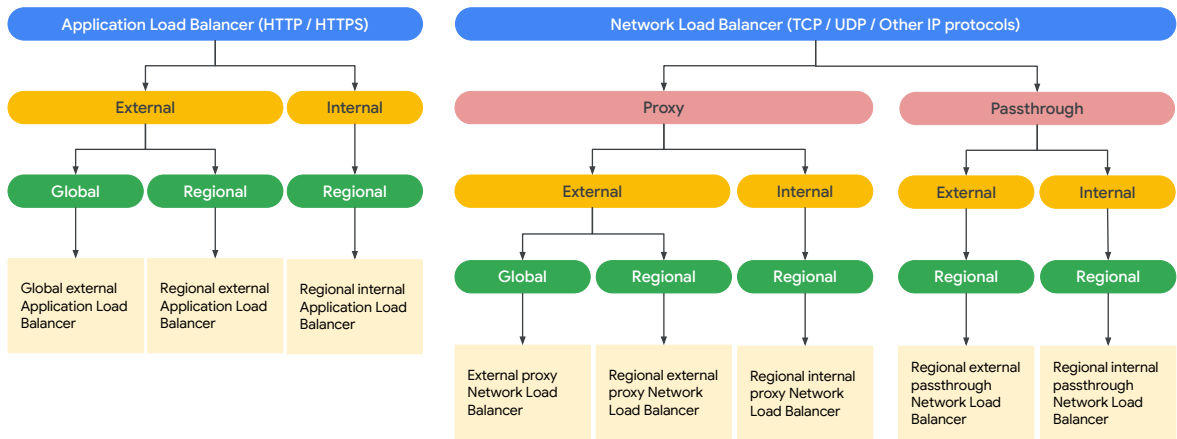 Application Load Balancer (HTTP / HTTPS)
Network Load Balancer (TCP / UDP / Other IP protocols)
External
Internal
Proxy
Passthrough
Global
Regional
Regional
External
Internal
External
Internal
Global
Regional
Regional
Regional
Regional
Global external
Application Load
Balancer
Regional external
Application Load
Balancer
Regional internal
Application Load
Balancer
External proxy
Network Load
Balancer
Regional external
proxy Network
Load Balancer
Regional internal
proxy Network
Load Balancer
Regional external
passthrough
Network Load
Balancer
Regional internal
passthrough
Network Load
Balancer